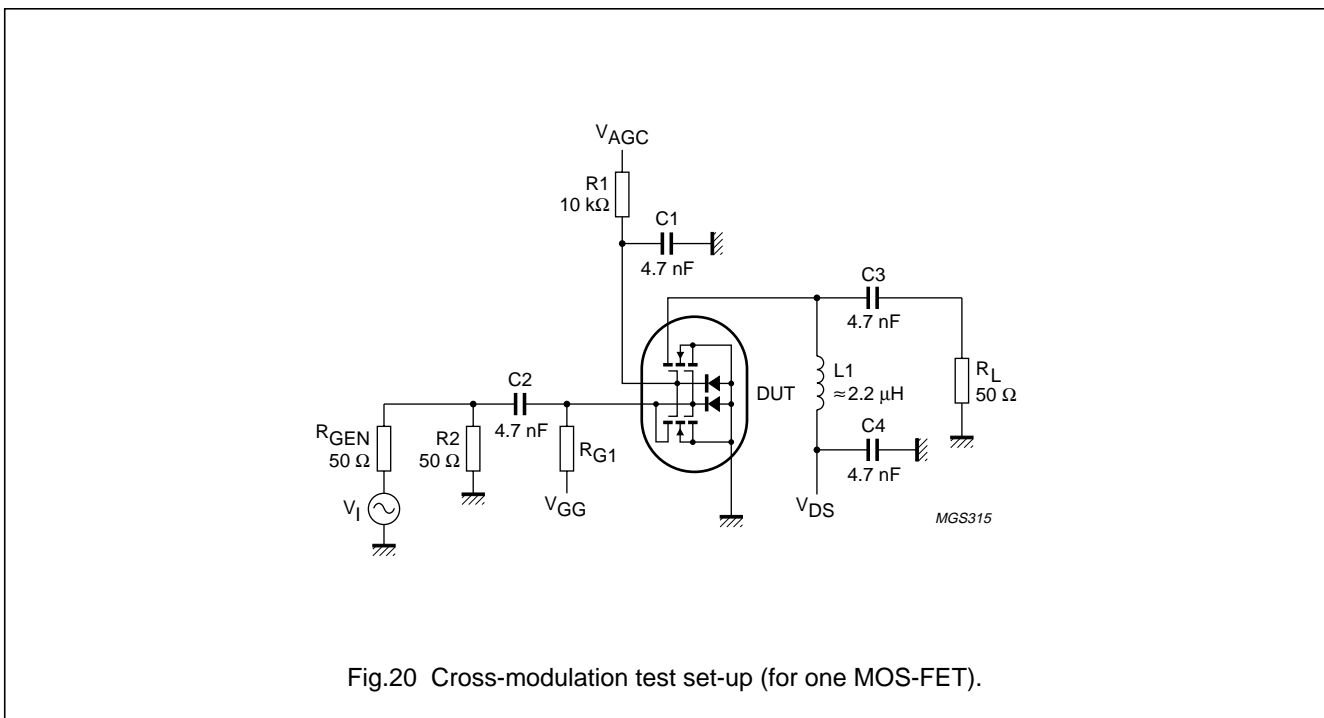 VAGC
R1
10 kΩ
C1
4.7 nF
C3
4.7 nF
L1
≈2.2 μH
RL
50 Ω
DUT
C2
4.7 nF
C4
4.7 nF
RGEN
50 Ω
R2
50 Ω
RG1
VI
VGG
VDS
MGS315
Fig.20 Cross-modulation test set-up (for one MOS-FET).